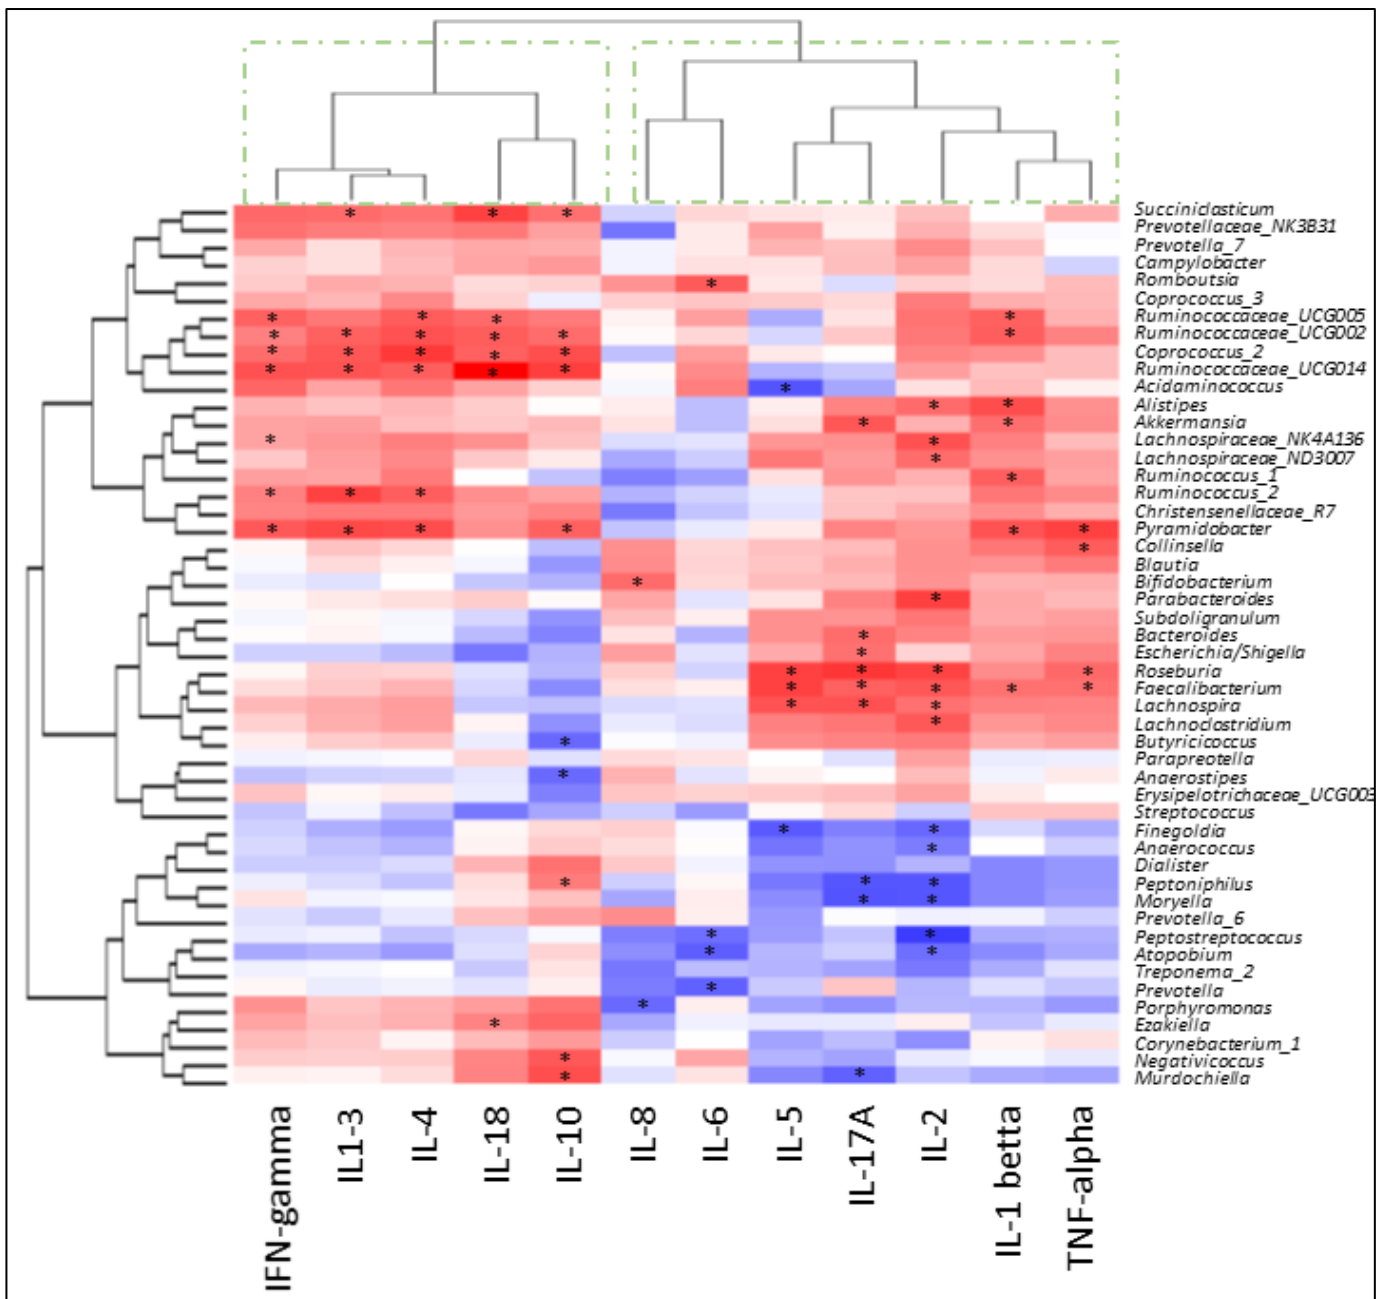 Succiniclasticum
Prevotellaceae_NK3B31
Prevotella_7
Campylobacter
Romboutsia
Coprococcus_3
Ruminococcaceae_UCG005
Ruminococcaceae_UCG002
Coprococcus_2
Ruminococcaceae_UCG014
Acidaminococcus
Alistipes
Akkermansia
Lachnospiraceae_NK4A136
Lachnospiraceae_ND3007
Ruminococcus_1
Ruminococcus_2
Christensenellaceae_R7
Pyramidobacter
Collinsella
Blautia
Bifidobacterium
Parabacteroides
Subdoligranulum
Bacteroides
Escherichia/Shigella
Roseburia
Faecalibacterium
Lachnospira
Lachnoclostridium
Butyricicoccus
Parapreotella
Anaerostipes
Erysipelotrichaceae_UCG003
Streptococcus
Finegoldia
Anaerococcus
Dialister
Peptoniphilus
Moryella
Prevotella_6
Peptostreptococcus
Atopobium
Treponema_2
Prevotella
Porphyromonas
Ezakiella
Corynebacterium_1
Negativicoccus
Murdochiella
IFN-gamma
IL1-3
IL-4
IL-18
IL-10
IL-8
IL-6
IL-5
IL-17A
IL-2
IL-1 betta
TNF-alpha